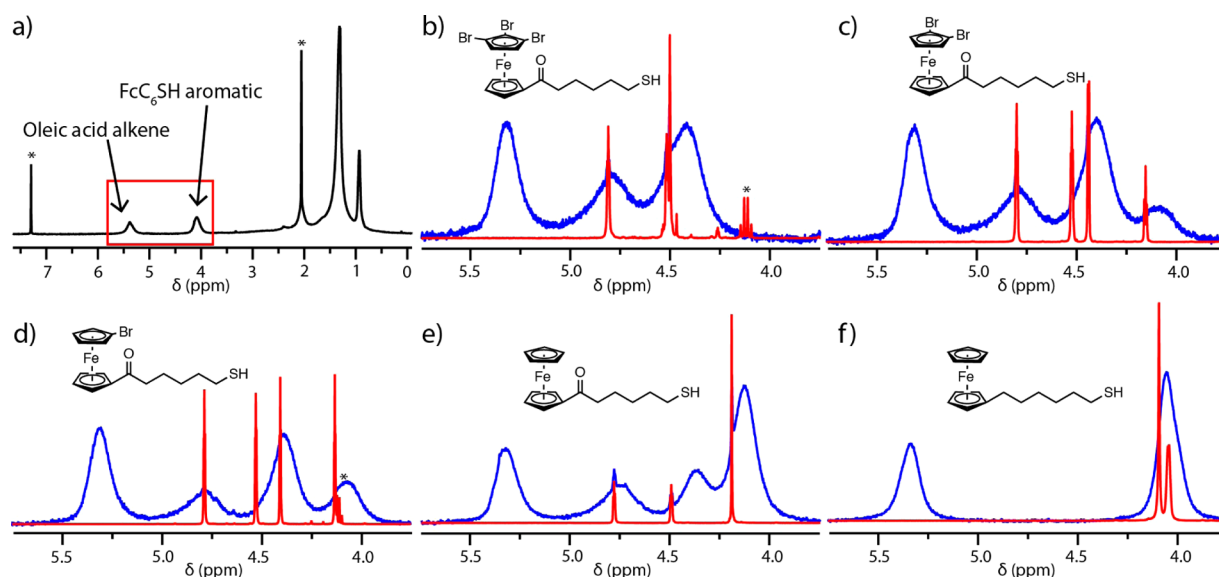 a)
*
*
FcC6SH aromatic
Oleic acid alkene
7 6 5 4 3 2 1 0
δ (ppm)
b)
Br Br Br
Fe
O
SH
*
5.5 5.0 4.5 4.0
δ (ppm)
c)
Br Br
Fe
O
SH
5.5 5.0 4.5 4.0
δ (ppm)
d)
Br
Fe
O
SH
*
5.5 5.0 4.5 4.0
δ (ppm)
e)
Fe
O
SH
5.5 5.0 4.5 4.0
δ (ppm)
f)
Fe
SH
5.5 5.0 4.5 4.0
δ (ppm)